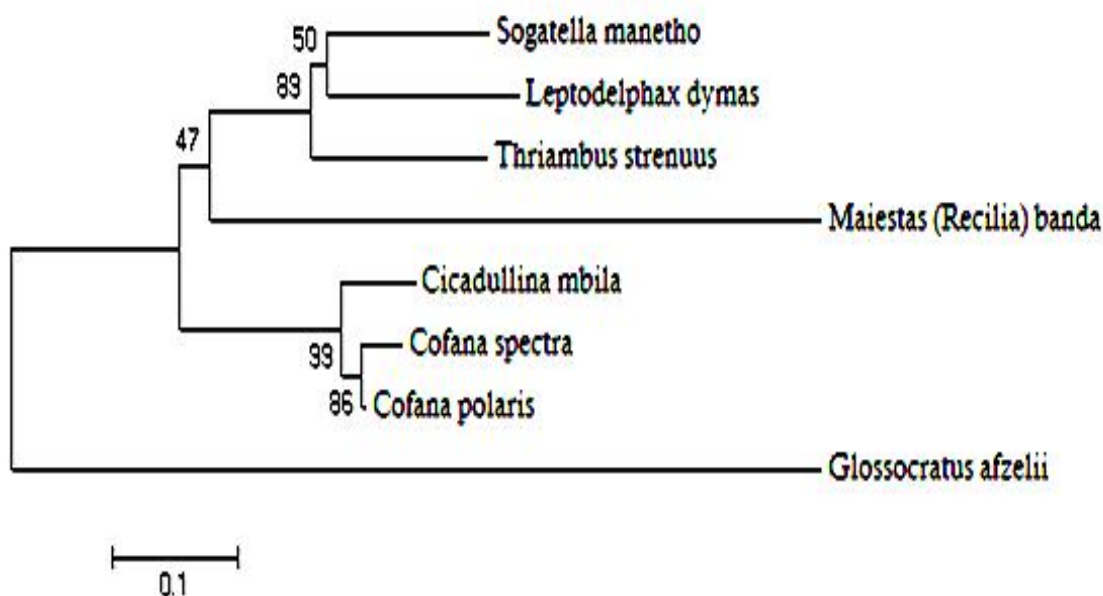 50
Sogatella manetho
89
Leptodelphax dymas
47
Thriambus strenuus
Maiestas (Recilia) banda
Cicadullina mbila
99
Cofana spectra
86
Cofana polaris
Glossocratus afzelii
0.1